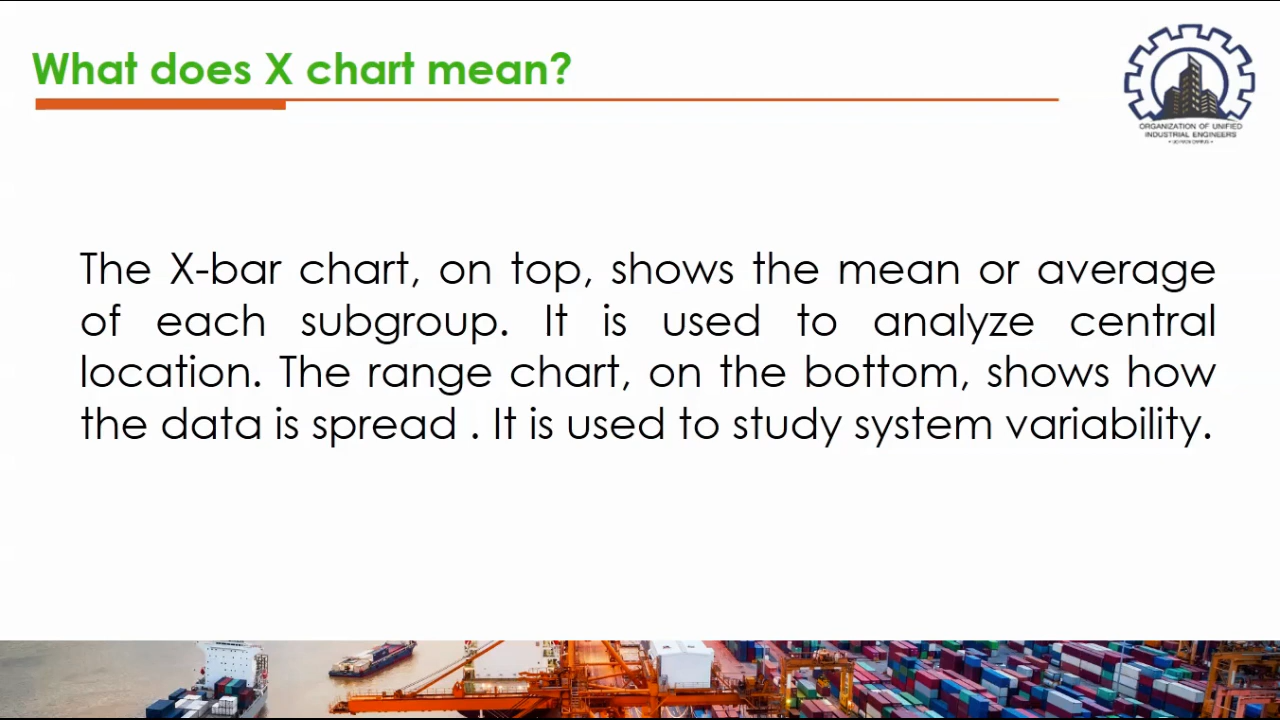 What does X chart mean?
ORGANIZATION OF UNIFIED
INDUSTRIAL ENGINEERS
The X-bar chart, on top, shows the mean or average
of each subgroup. It is used to analyze central
location. The range chart, on the bottom, shows how
the data is spread . It is used to study system variability.